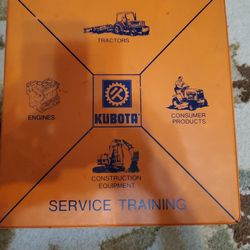 TRACTORS
ENGINES
KUBOTA
CONSUMER
PRODUCTS
CONSTRUCTION
EQUIPMENT
SERVICE TRAINING